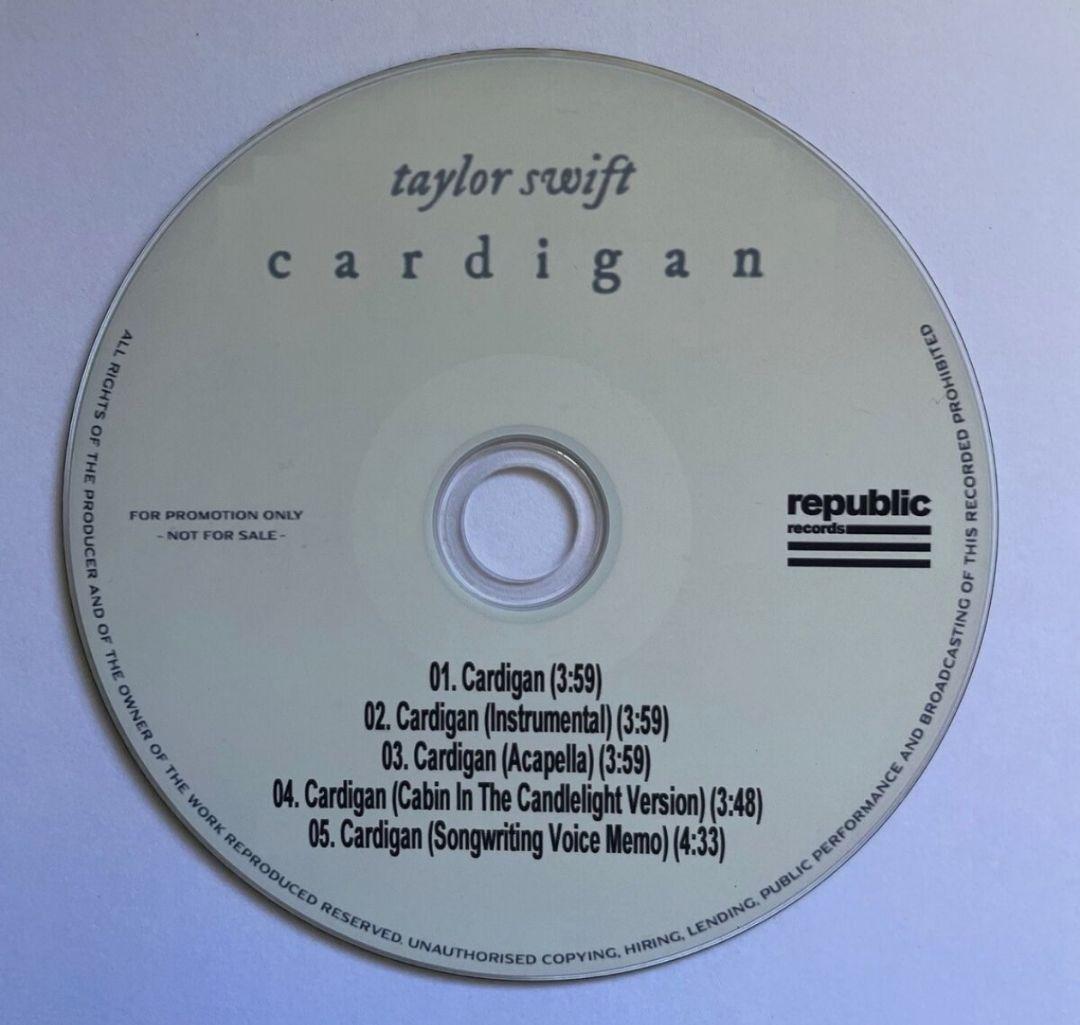 taylor swift
cardigan
FOR PROMOTION ONLY
- NOT FOR SALE -
republic
records
01. Cardigan (3:59)
02. Cardigan (Instrumental) (3:59)
03. Cardigan (Acapella) (3:59)
04. Cardigan (Cabin In The Candlelight Version) (3:48)
05. Cardigan (Songwriting Voice Memo) (4:33)
ALL RIGHTS OF THE PRODUCER AND OF THE OWNER OF THE WORK REPRODUCED RESERVED. UNAUTHORISED COPYING, HIRING, LENDING, PUBLIC PERFORMANCE AND BROADCASTING OF THIS RECORDED PROHIBITED